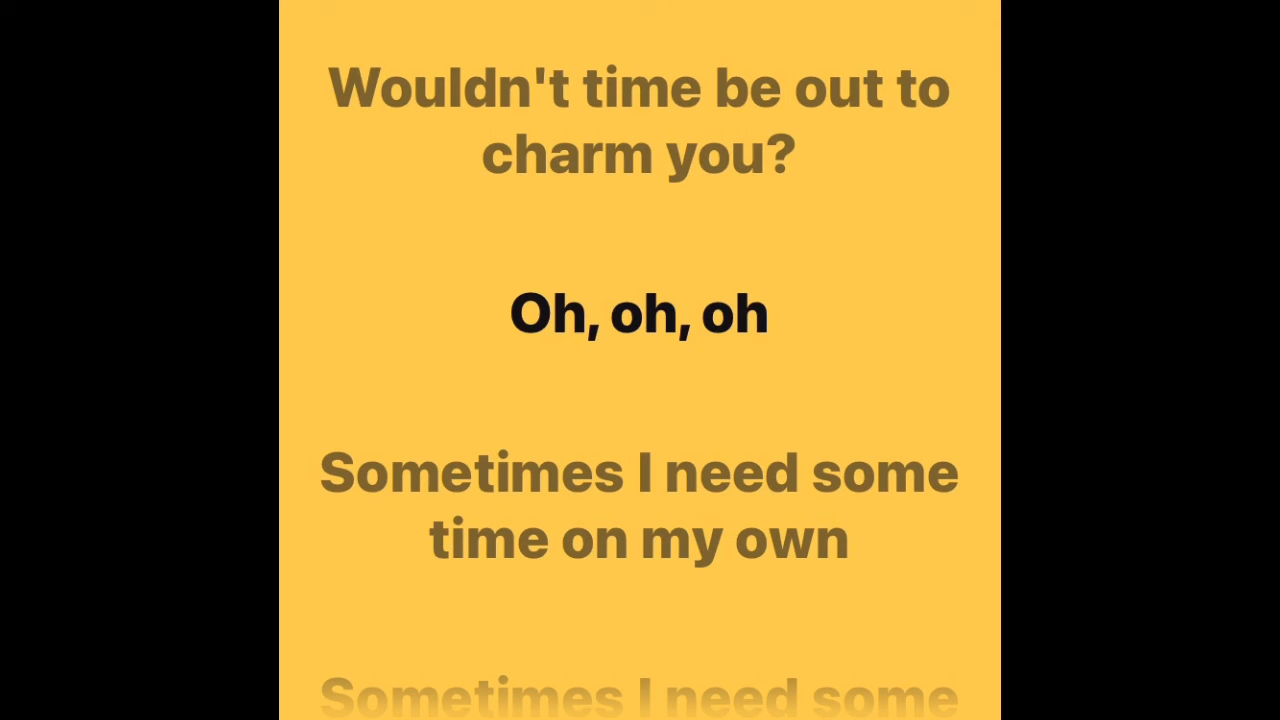 Wouldn't time be out to
charm you?
Oh, oh, oh
Sometimes I need some
time on my own
Sometimes I need some